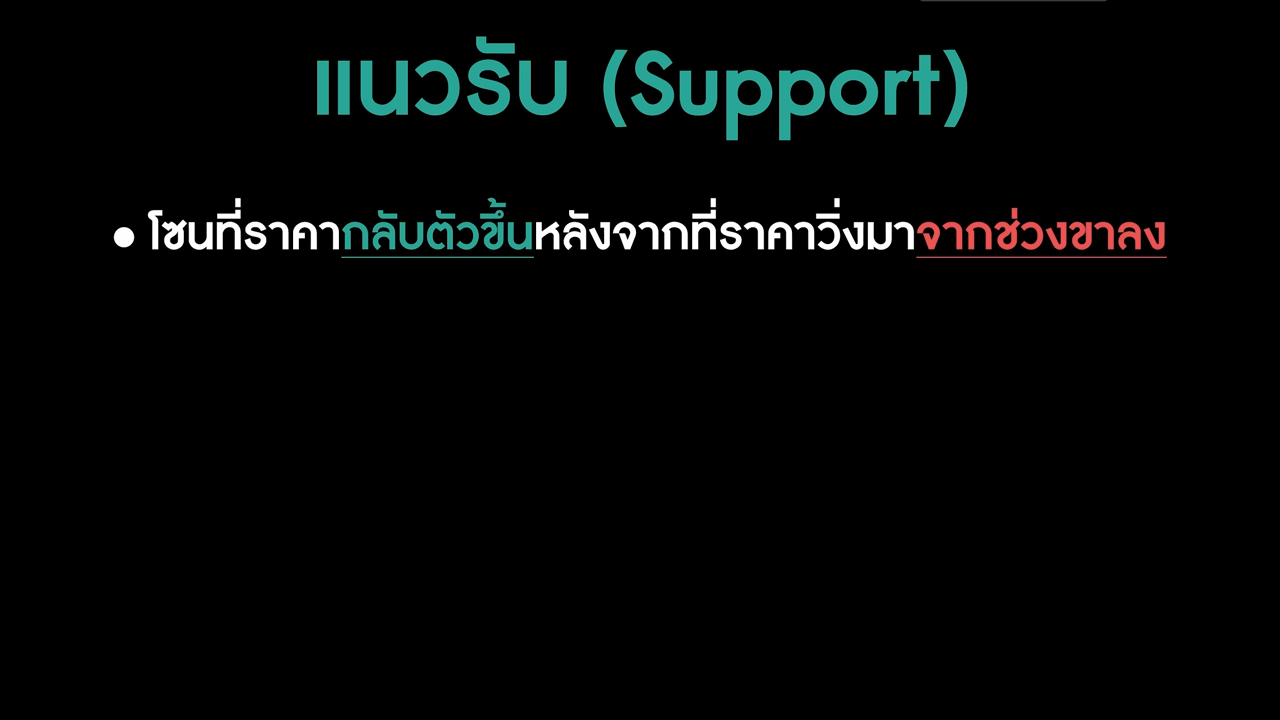 แนวรับ (Support)
• โซนที่ราคากลับตัวขึ้นหลังจากที่ราคาวิ่งมาจากช่วงขาลง